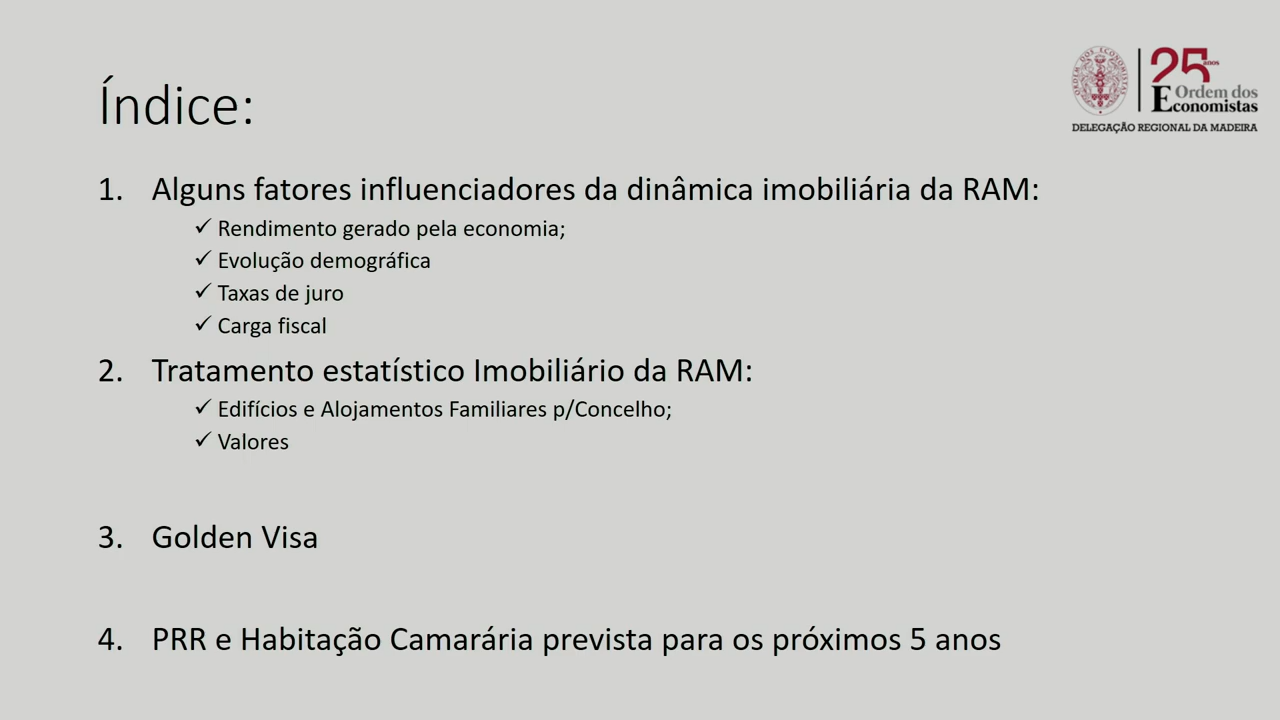 Índice:
25 anos
Ordem dos
Economistas
DELEGAÇÃO REGIONAL DA MADEIRA
1. Alguns fatores influenciadores da dinâmica imobiliária da RAM:
✓ Rendimento gerado pela economia;
✓ Evolução demográfica
✓ Taxas de juro
✓ Carga fiscal
2. Tratamento estatístico Imobiliário da RAM:
✓ Edifícios e Alojamentos Familiares p/Concelho;
✓ Valores
3. Golden Visa
4. PRR e Habitação Camarária prevista para os próximos 5 anos